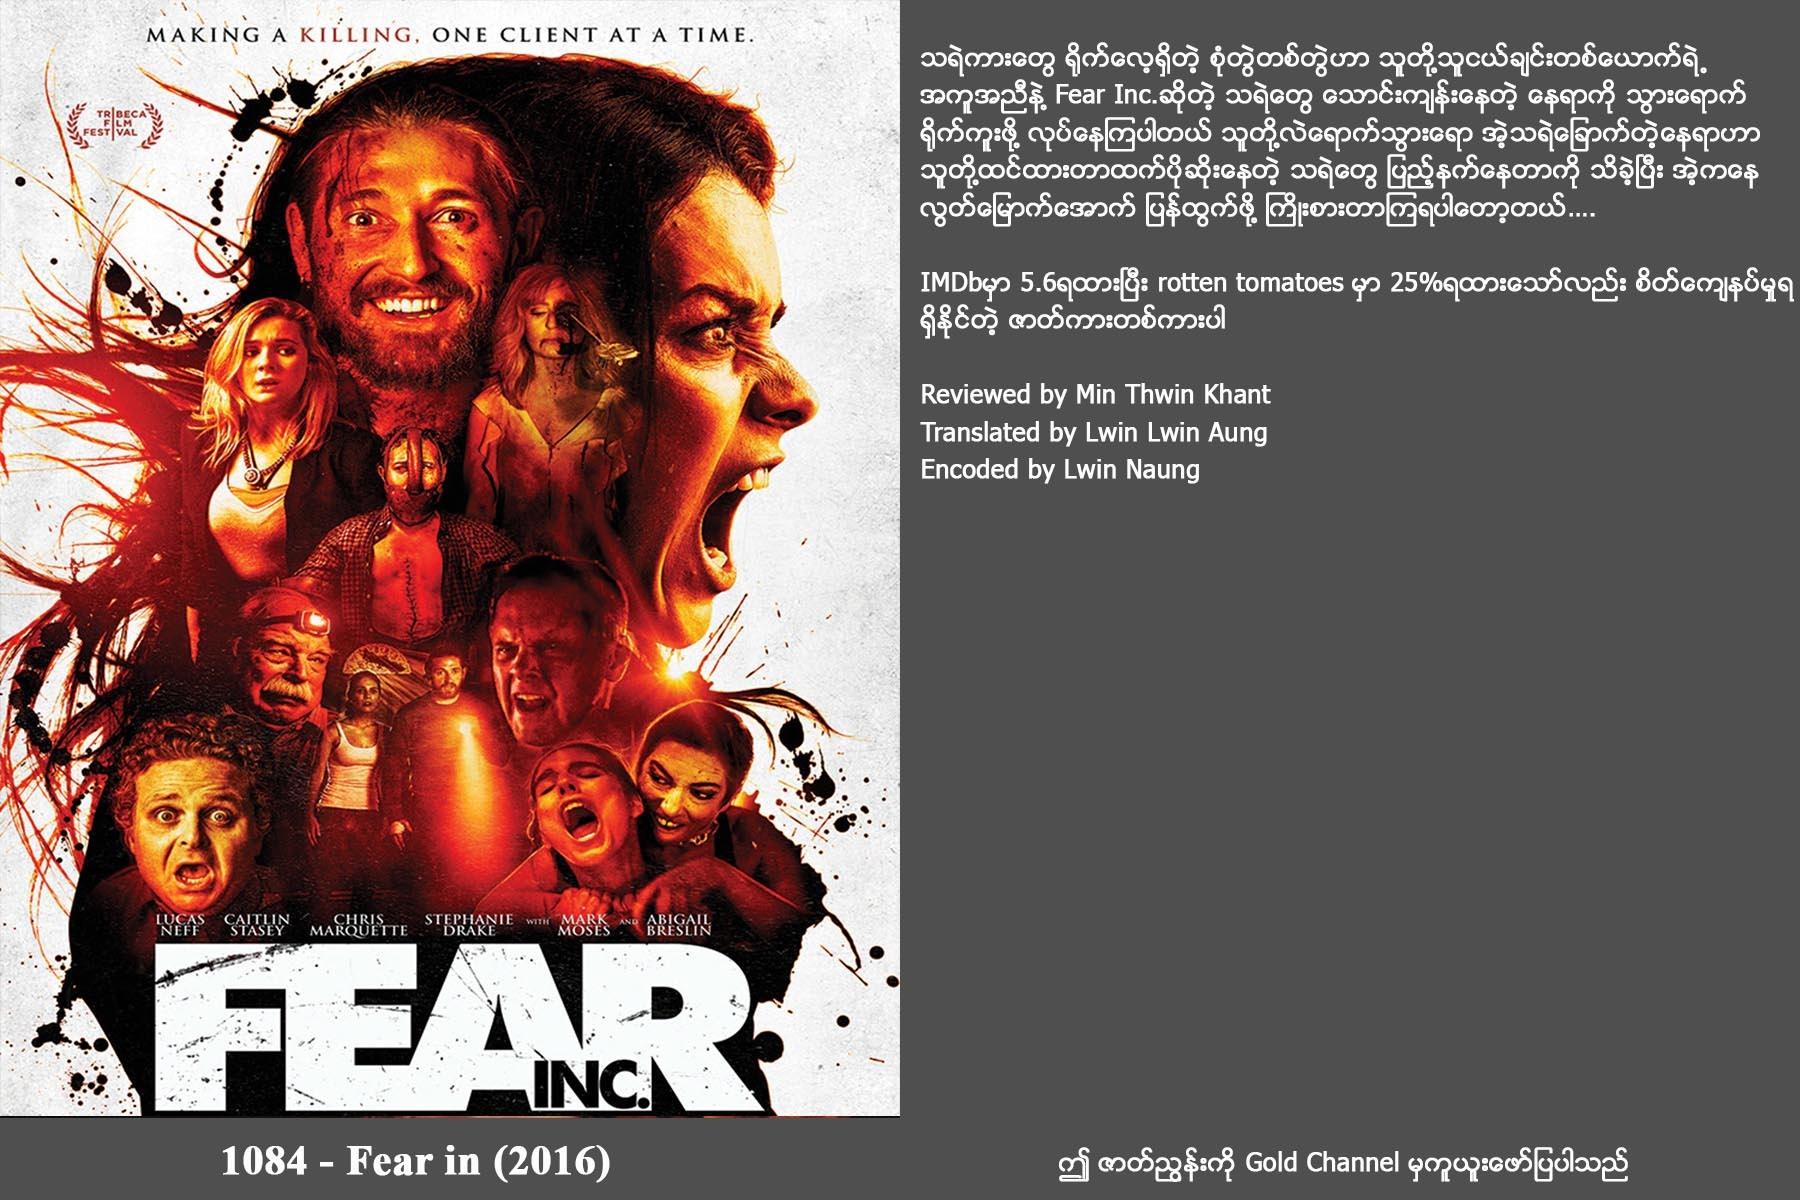 MAKING A KILLING, ONE CLIENT AT A TIME.
TRIBECA
FILM
FESTIVAL
LUCAS NEFF CAITLIN STASEY CHRIS MARQUETTE STEPHANIE DRAKE WITH MARK MOSES AND ABIGAIL BRESLIN
FEAR
INC.
1084 - Fear in (2016)
သရဲကားတွေ ရိုက်လေ့ရှိတဲ့ စုံတွဲတစ်တွဲဟာ သူတို့သူငယ်ချင်းတစ်ယောက်ရဲ့
အကူအညီနဲ့ Fear Inc.ဆိုတဲ့ သရဲတွေ သောင်းကျန်းနေတဲ့ နေရာကို သွားရောက်
ရိုက်ကူးဖို့ လုပ်နေကြပါတယ် သူတို့လဲရောက်သွားရော အဲ့သရဲခြောက်တဲ့နေရာဟာ
သူတို့ထင်ထားတာထက်ပိုဆိုးနေတဲ့ သရဲတွေ ပြည့်နက်နေတာကို သိခဲ့ပြီး အဲ့ကနေ
လွတ်မြောက်အောက် ပြန်ထွက်ဖို့ ကြိုးစားတာကြရပါတော့တယ်....
IMDbမှာ 5.6ရထားပြီး rotten tomatoes မှာ 25%ရထားသော်လည်း စိတ်ကျေနပ်မှုရ
ရှိနိုင်တဲ့ ဇာတ်ကားတစ်ကားပါ
Reviewed by Min Thwin Khant
Translated by Lwin Lwin Aung
Encoded by Lwin Naung
ဤ ဇာတ်ညွှန်းကို Gold Channel မှကူယူးဖော်ပြပါသည်